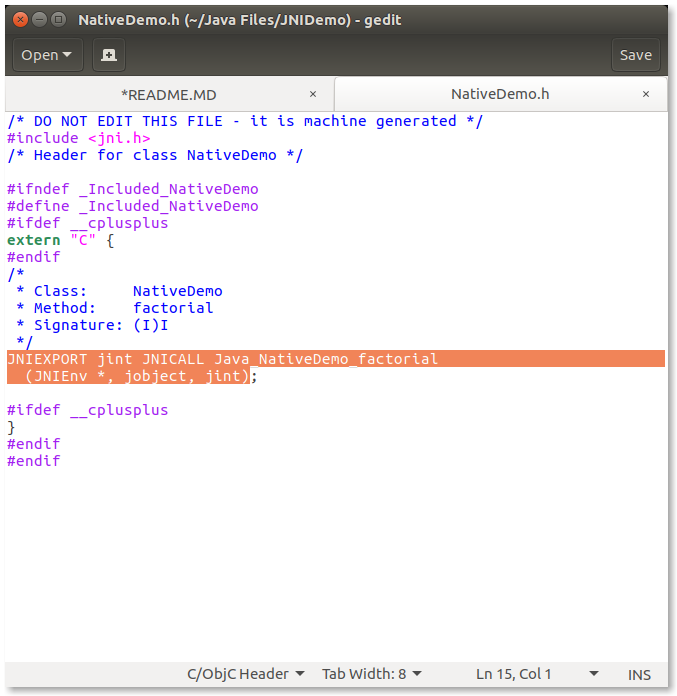 NativeDemo.h (~/Java Files/JNIDemo) - gedit
Open Save
*README.MD × NativeDemo.h ×
/* DO NOT EDIT THIS FILE - it is machine generated */
#include <jni.h>
/* Header for class NativeDemo */
#ifndef _Included_NativeDemo
#define _Included_NativeDemo
#ifdef __cplusplus
extern "C" {
#endif
/*
 * Class:     NativeDemo
 * Method:    factorial
 * Signature: (I)I
 */
JNIEXPORT jint JNICALL Java_NativeDemo_factorial
  (JNIEnv *, jobject, jint);
#ifdef __cplusplus
}
#endif
#endif
C/ObjC Header Tab Width: 8 Ln 15, Col 1 INS